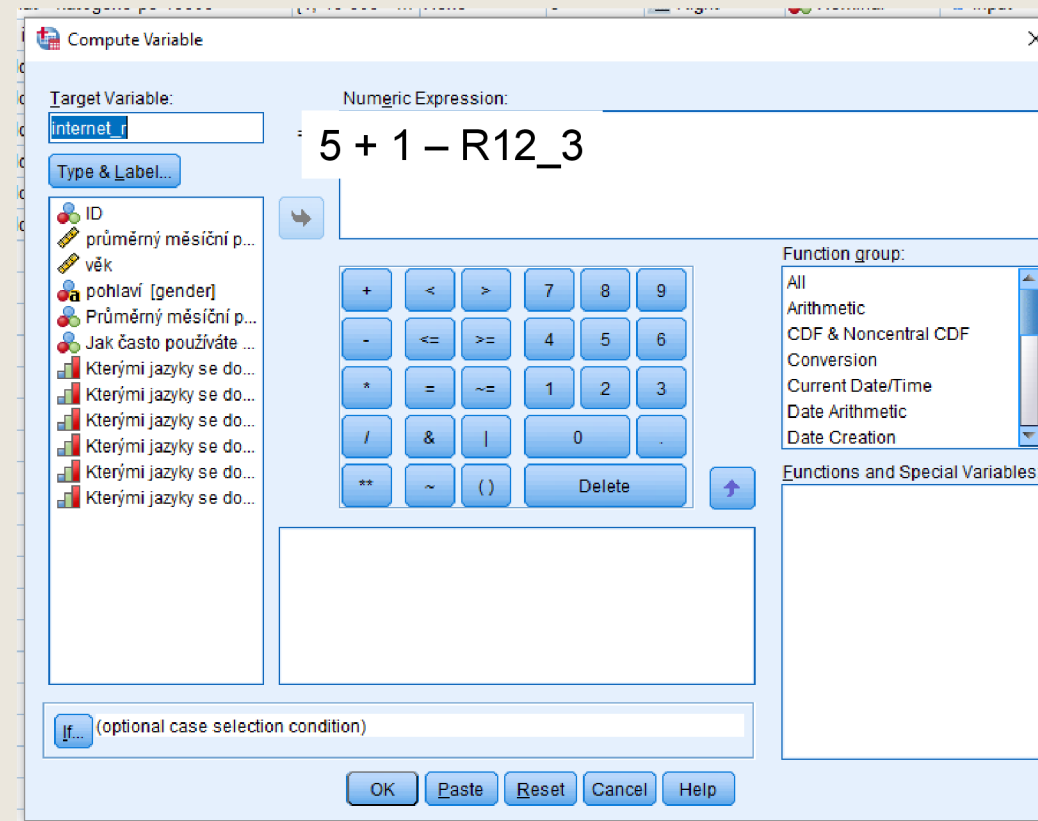 Compute Variable
Target Variable:
internet_r
Type & Label...
Numeric Expression:
=
5 + 1 – R12_3
ID
průměrný měsíční p...
věk
pohlaví [gender]
Průměrný měsíční p...
Jak často používáte ...
Kterými jazyky se do...
Kterými jazyky se do...
Kterými jazyky se do...
Kterými jazyky se do...
Kterými jazyky se do...
Kterými jazyky se do...
+ < > 7 8 9
- <= >= 4 5 6
* = ~= 1 2 3
/ & | 0 .
** ~ ( ) Delete
Function group:
All
Arithmetic
CDF & Noncentral CDF
Conversion
Current Date/Time
Date Arithmetic
Date Creation
Functions and Special Variables
If... (optional case selection condition)
OK Paste Reset Cancel Help